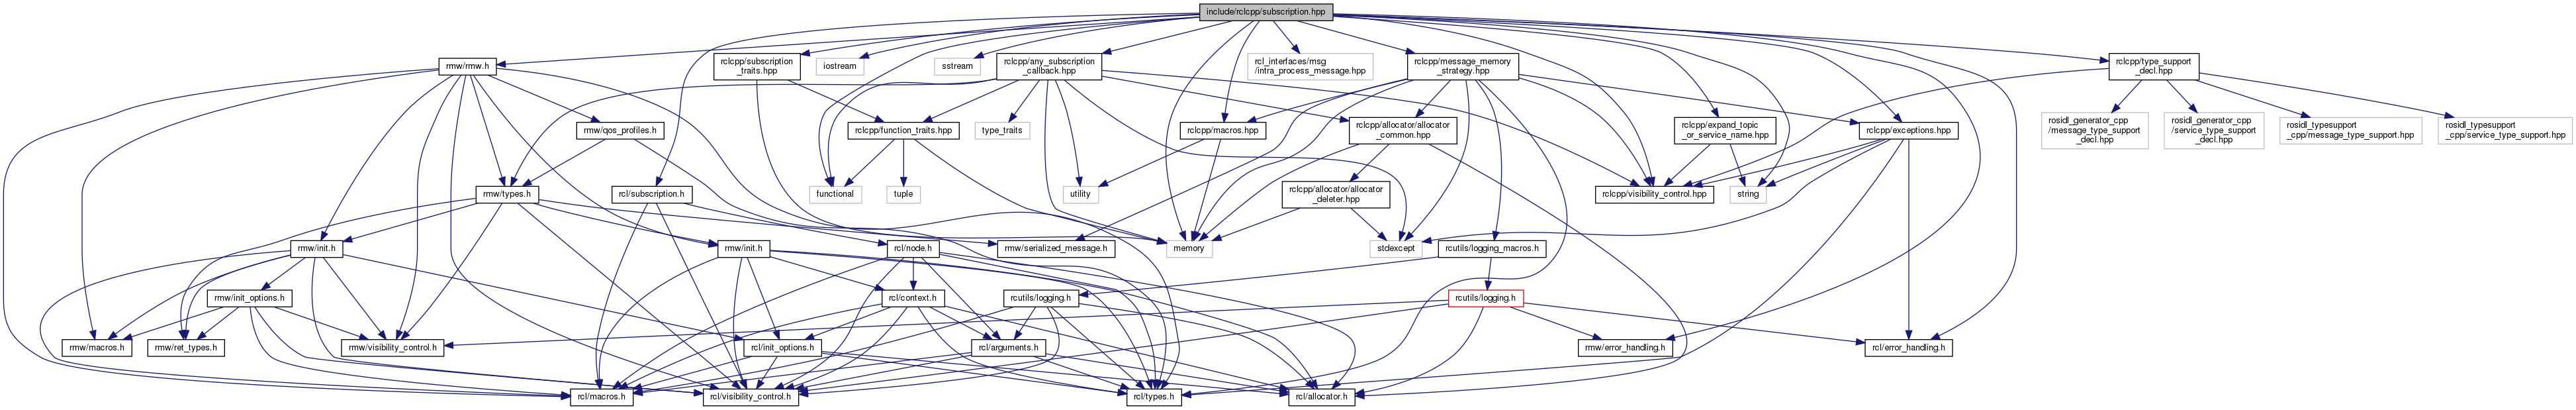 include/rclcpp/subscription.hpp
rmw/rmw.h
rclcpp/subscription
_traits.hpp
iostream
sstream
rclcpp/any_subscription
_callback.hpp
rcl_interfaces/msg
/intra_process_message.hpp
rclcpp/message_memory
_strategy.hpp
rclcpp/type_support
_decl.hpp
rmw/qos_profiles.h
rclcpp/function_traits.hpp
type_traits
rclcpp/macros.hpp
rclcpp/allocator/allocator
_common.hpp
rclcpp/expand_topic
_or_service_name.hpp
rclcpp/exceptions.hpp
rosidl_generator_cpp
/message_type_support
_decl.hpp
rosidl_generator_cpp
/service_type_support
_decl.hpp
rosidl_typesupport
_cpp/message_type_support.hpp
rosidl_typesupport
_cpp/service_type_support.hpp
rmw/types.h
rcl/subscription.h
functional
tuple
utility
rclcpp/allocator/allocator
_deleter.hpp
rclcpp/visibility_control.hpp
string
rmw/init.h
rmw/init.h
rcl/node.h
rmw/serialized_message.h
memory
stdexcept
rcutils/logging_macros.h
rmw/init_options.h
rcl/context.h
rcutils/logging.h
rcutils/logging.h
rmw/macros.h
rmw/ret_types.h
rmw/visibility_control.h
rcl/init_options.h
rcl/arguments.h
rmw/error_handling.h
rcl/error_handling.h
rcl/macros.h
rcl/visibility_control.h
rcl/types.h
rcl/allocator.h